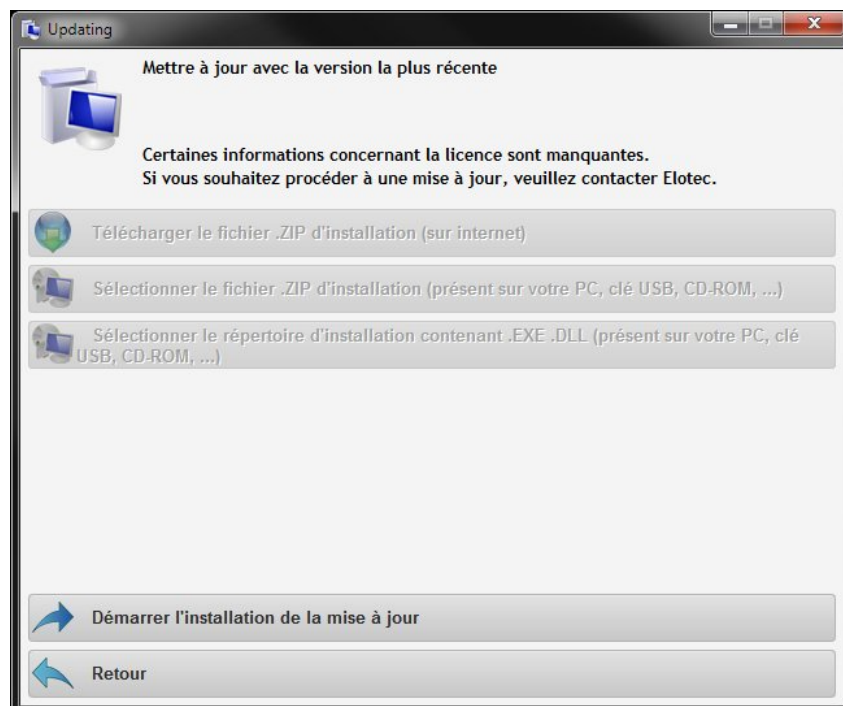 Updating
Mettre à jour avec la version la plus récente
Certaines informations concernant la licence sont manquantes.
Si vous souhaitez procéder à une mise à jour, veuillez contacter Elotec.
Télécharger le fichier .ZIP d'installation (sur internet)
Sélectionner le fichier .ZIP d'installation (présent sur votre PC, clé USB, CD-ROM, ...)
Sélectionner le répertoire d'installation contenant .EXE .DLL (présent sur votre PC, clé
USB, CD-ROM, ...)
Démarrer l'installation de la mise à jour
Retour